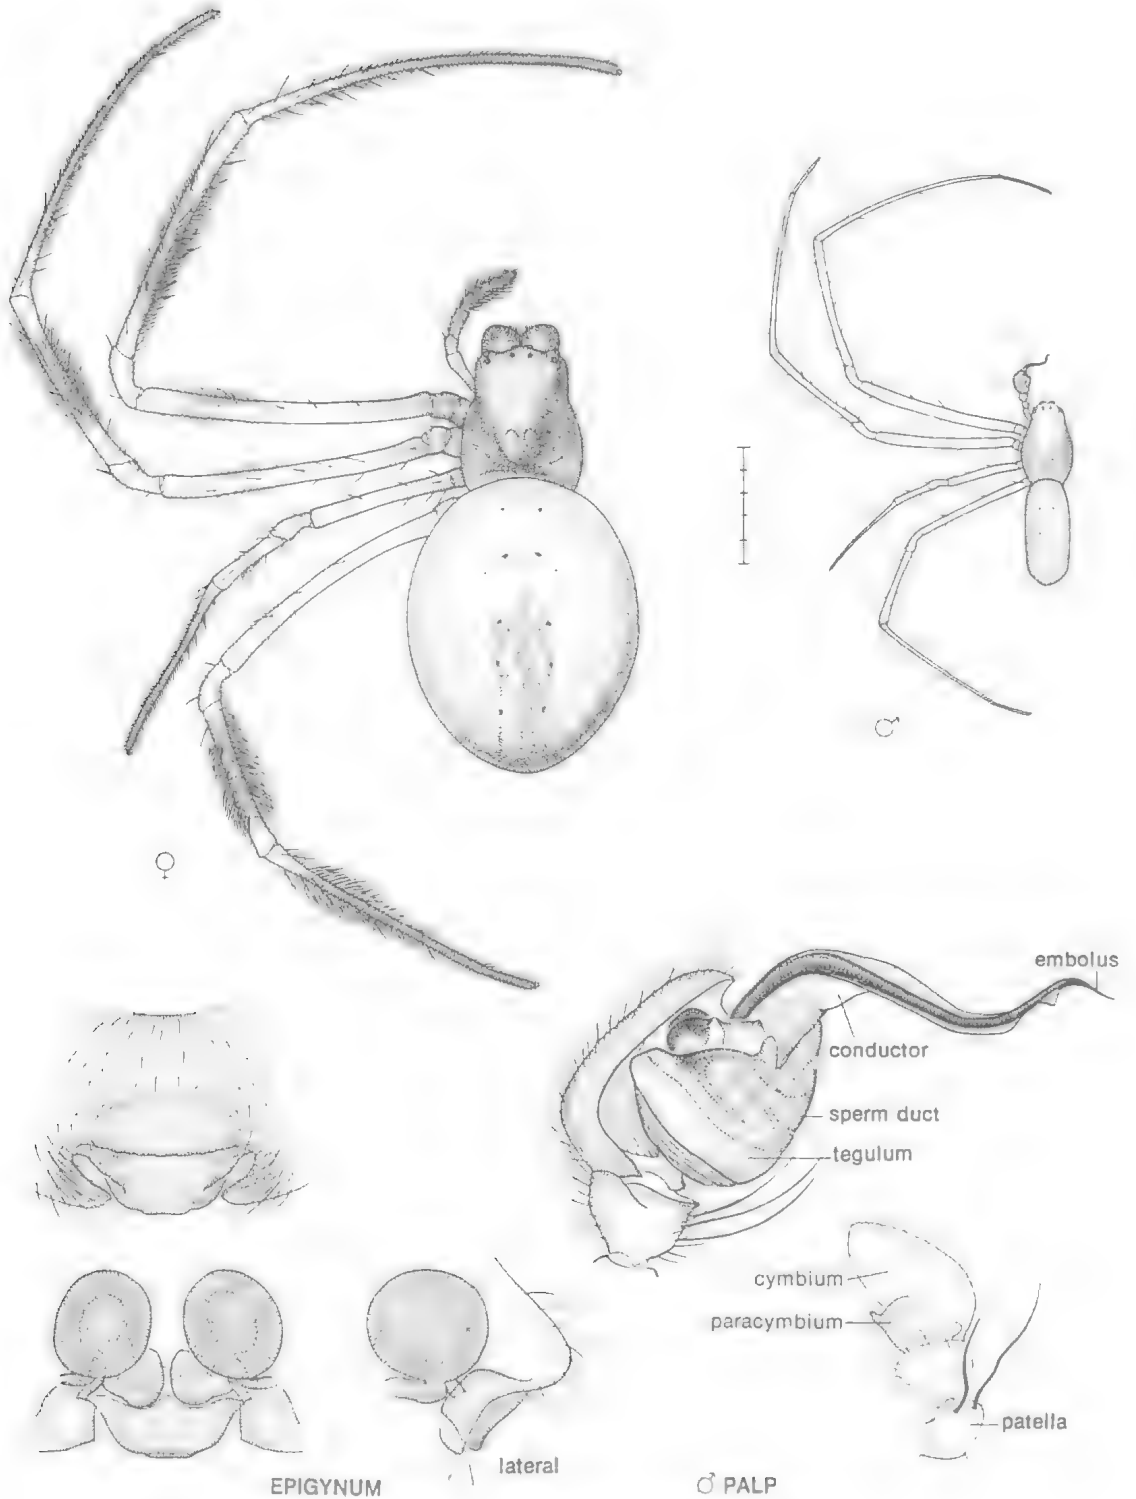 ♂
♀
embolus
conductor
sperm duct
tegulum
cymbium
paracymbium
patella
lateral
EPIGYNUM
♂ PALP